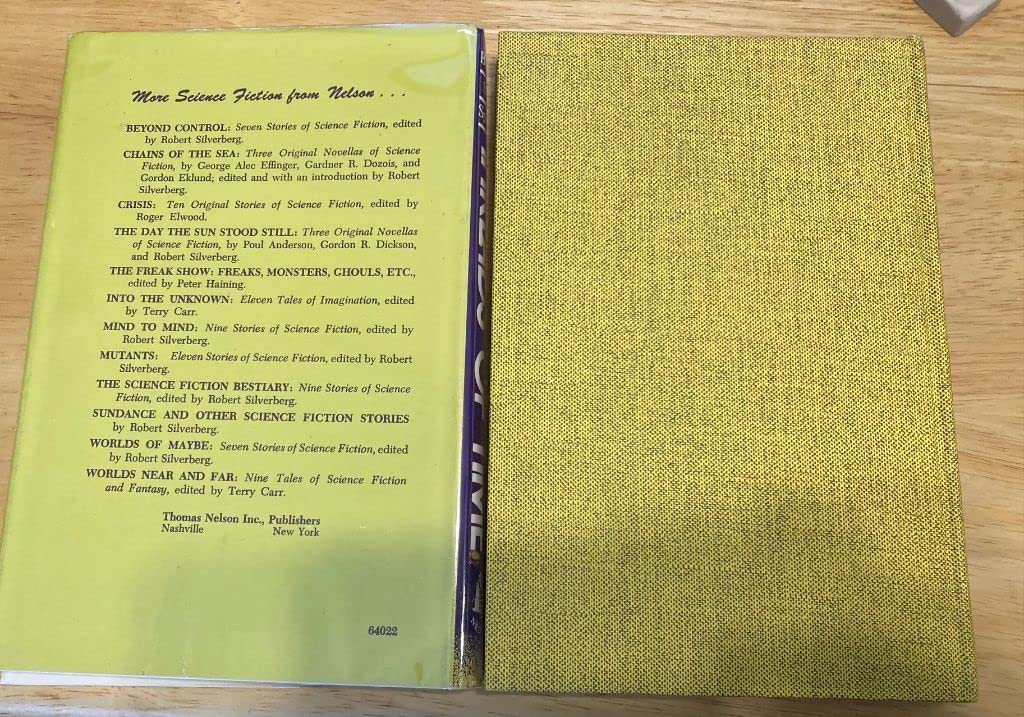 More Science Fiction from Nelson . . .
BEYOND CONTROL: Seven Stories of Science Fiction, edited
by Robert Silverberg.
CHAINS OF THE SEA: Three Original Novellas of Science
Fiction, by George Alec Effinger, Gardner R. Dozois, and
Gordon Eklund; edited and with an introduction by Robert
Silverberg.
CRISIS: Ten Original Stories of Science Fiction, edited by
Roger Elwood.
THE DAY THE SUN STOOD STILL: Three Original Novellas
of Science Fiction, by Poul Anderson, Gordon R. Dickson,
and Robert Silverberg.
THE FREAK SHOW: FREAKS, MONSTERS, GHOULS, ETC.,
edited by Peter Haining.
INTO THE UNKNOWN: Eleven Tales of Imagination, edited
by Terry Carr.
MIND TO MIND: Nine Stories of Science Fiction, edited by
Robert Silverberg.
MUTANTS: Eleven Stories of Science Fiction, edited by Robert
Silverberg.
THE SCIENCE FICTION BESTIARY: Nine Stories of Science
Fiction, edited by Robert Silverberg.
SUNDANCE AND OTHER SCIENCE FICTION STORIES
by Robert Silverberg.
WORLDS OF MAYBE: Seven Stories of Science Fiction, edited
by Robert Silverberg.
WORLDS NEAR AND FAR: Nine Tales of Science Fiction
and Fantasy, edited by Terry Carr.
Thomas Nelson Inc., Publishers
Nashville New York
64022
OF TIME